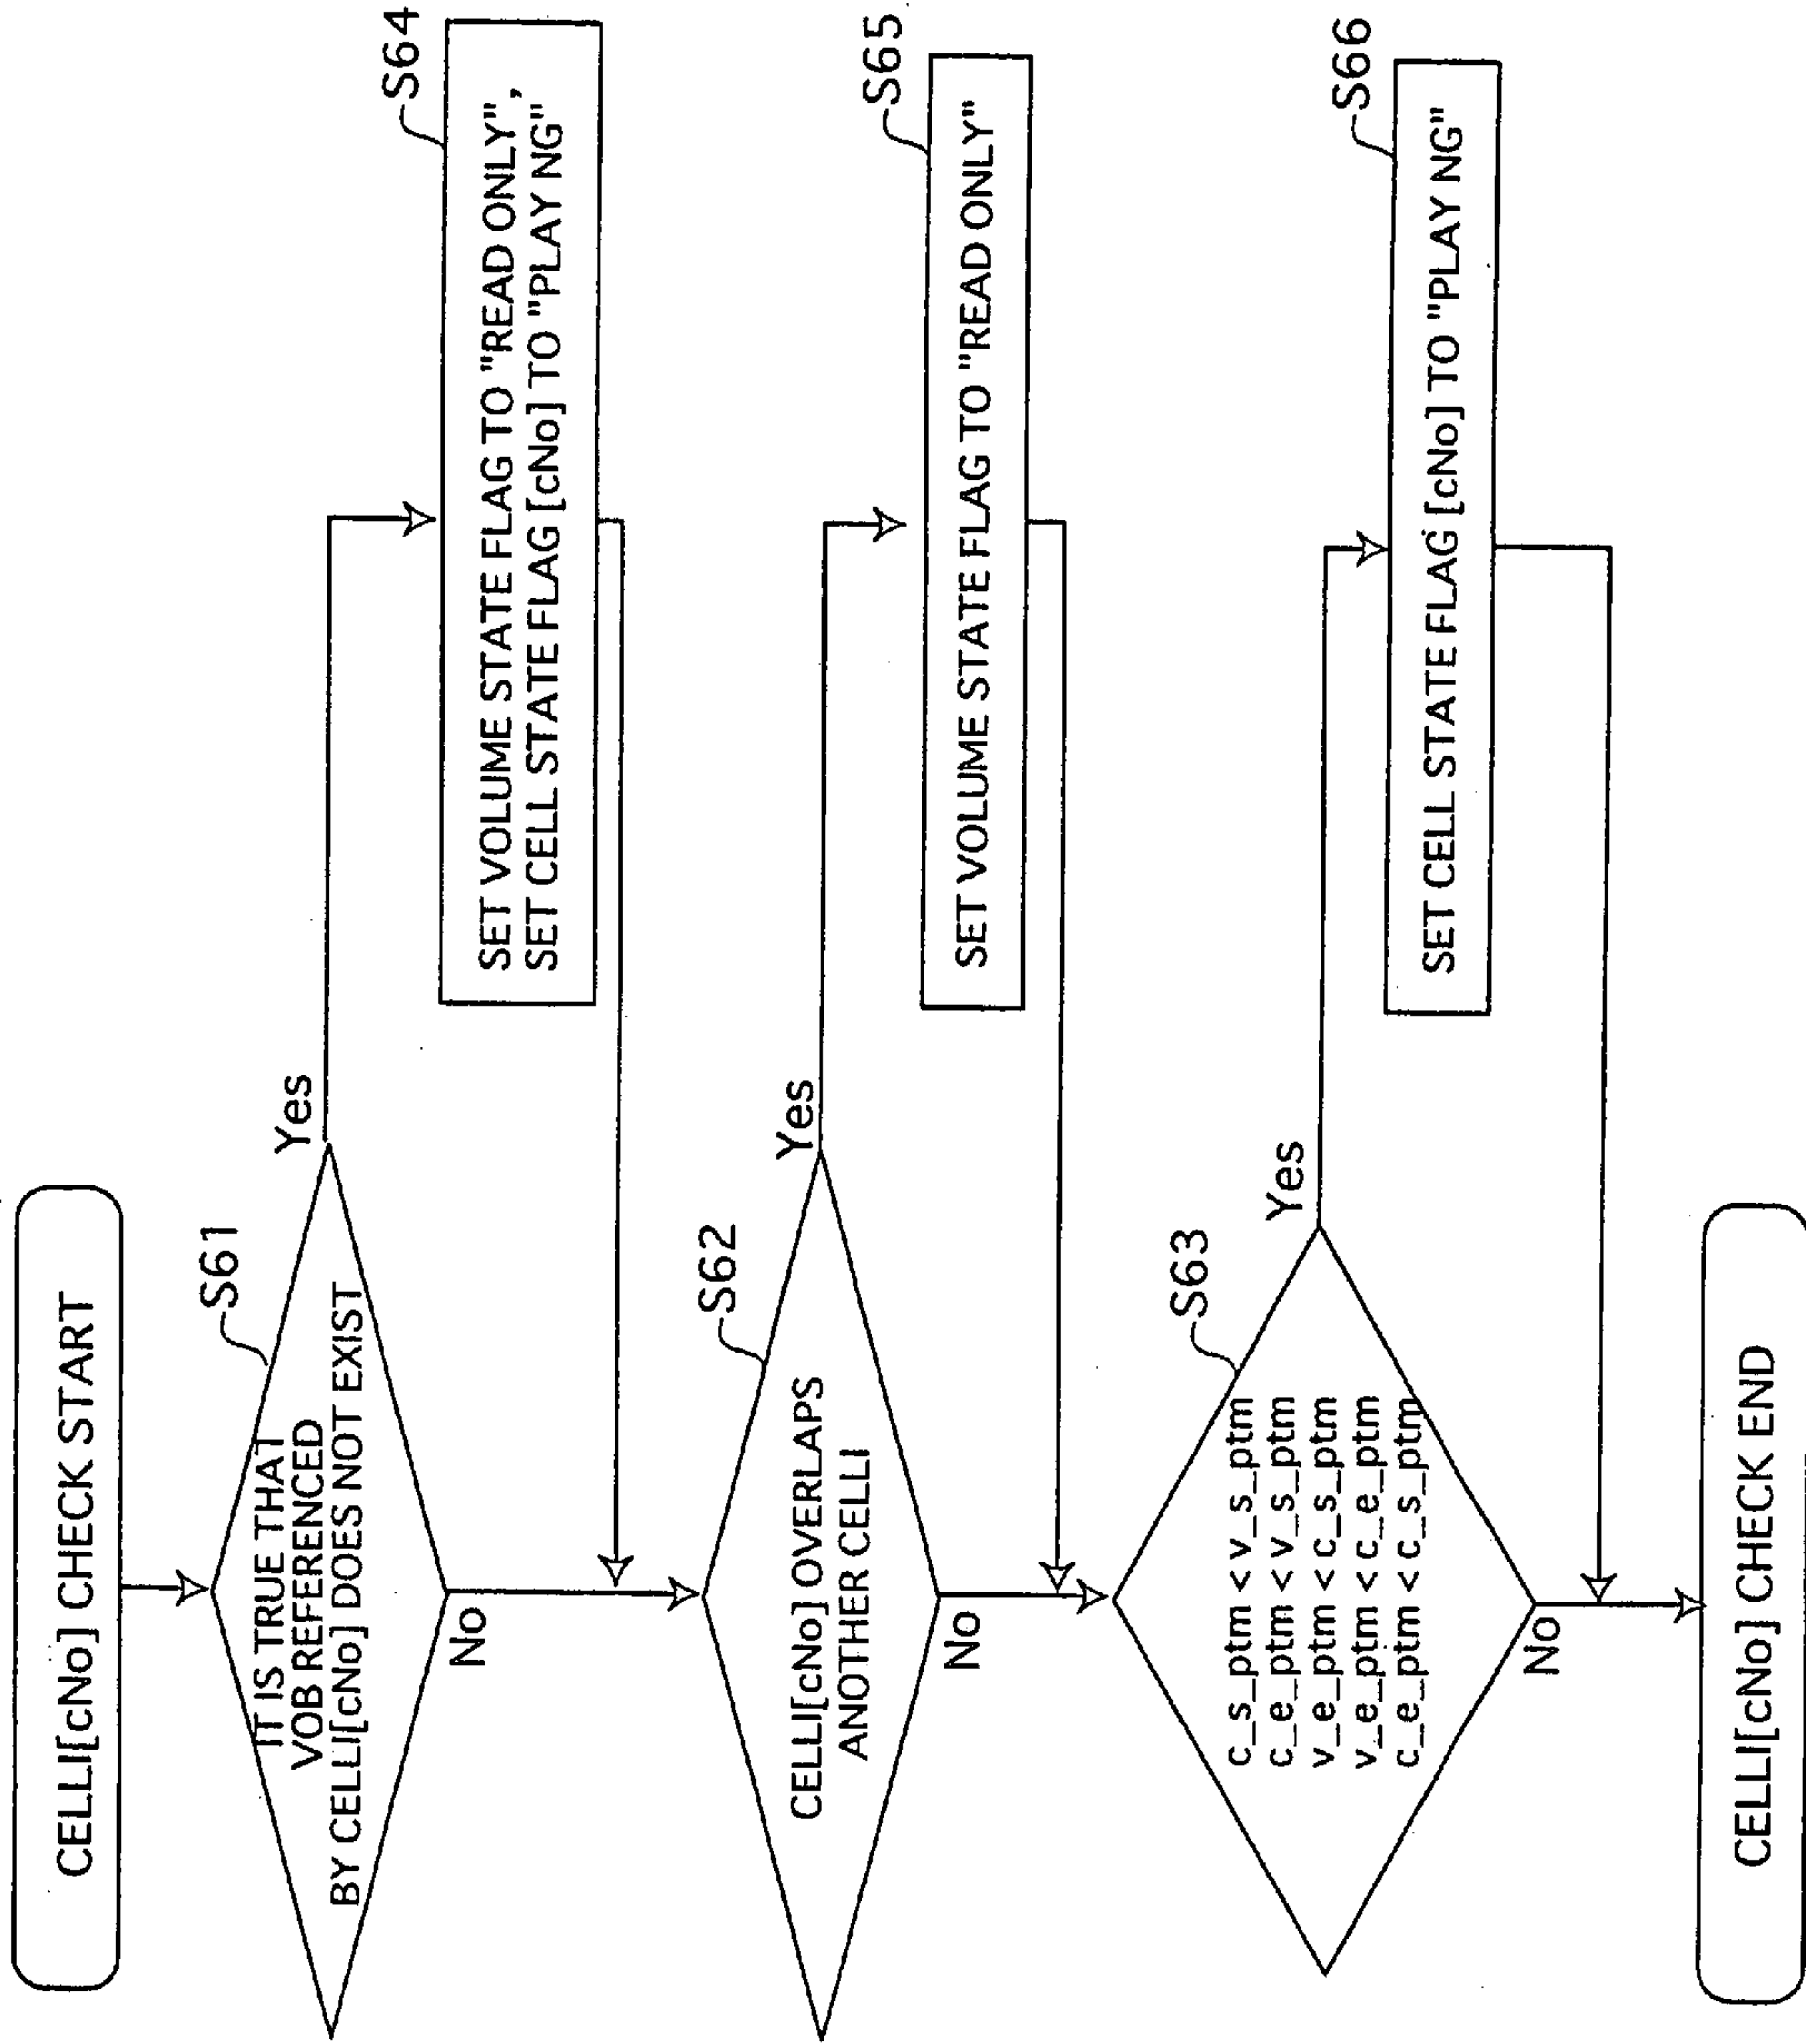 CELLI[cNo] CHECK START
S61
IT IS TRUE THAT
VOB REFERENCED
BY CELLI[cNo] DOES NOT EXIST
Yes
No
S64
SET VOLUME STATE FLAG TO "READ ONLY",
SET CELL STATE FLAG [cNo] TO "PLAY NG"
S62
CELLI[cNo] OVERLAPS
ANOTHER CELLI
Yes
No
S65
SET VOLUME STATE FLAG TO "READ ONLY"
S63
c_s_ptm < v_s_ptm
c_e_ptm < v_s_ptm
v_e_ptm < c_s_ptm
v_e_ptm < c_e_ptm
c_e_ptm < c_s_ptm
Yes
No
S66
SET CELL STATE FLAG [cNo] TO "PLAY NG"
CELLI[cNo] CHECK END